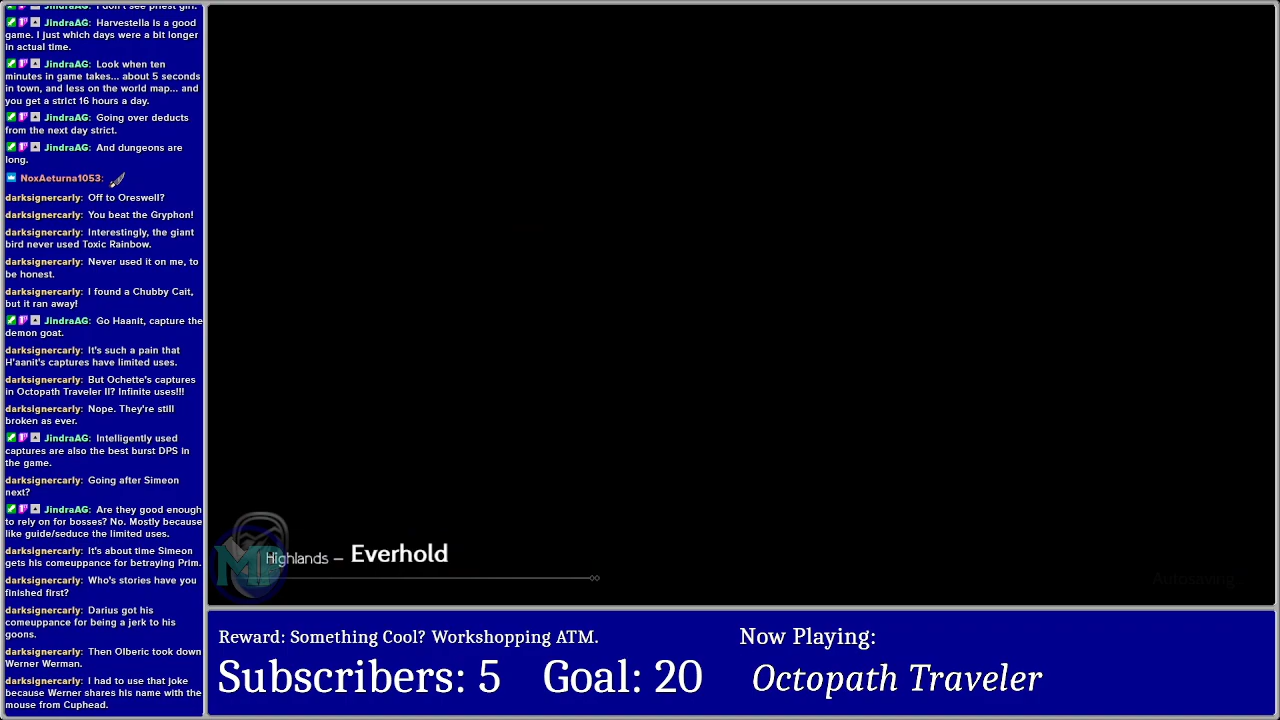 JindraAG: I don't see priest girl.
JindraAG: Harvestella is a good
game. I just which days were a bit longer
in actual time.
JindraAG: Look when ten
minutes in game takes... about 5 seconds
in town, and less on the world map... and
you get a strict 16 hours a day.
JindraAG: Going over deducts
from the next day strict.
JindraAG: And dungeons are
long.
NoxAeturna1053:
darksignercarly: Off to Oreswell?
darksignercarly: You beat the Gryphon!
darksignercarly: Interestingly, the giant
bird never used Toxic Rainbow.
darksignercarly: Never used it on me, to
be honest.
darksignercarly: I found a Chubby Cait,
but it ran away!
JindraAG: Go Haanit, capture the
demon goat.
darksignercarly: It's such a pain that
H'aanit's captures have limited uses.
darksignercarly: But Ochette's captures
in Octopath Traveler II? Infinite uses!!!
darksignercarly: Nope. They're still
broken as ever.
JindraAG: Intelligently used
captures are also the best burst DPS in
the game.
darksignercarly: Going after Simeon
next?
JindraAG: Are they good enough
to rely on for bosses? No. Mostly because
like guide/seduce the limited uses.
darksignercarly: It's about time Simeon
gets his comeuppance for betraying Prim.
darksignercarly: Who's stories have you
finished first?
darksignercarly: Darius got his
comeuppance for being a jerk to his
goons.
darksignercarly: Then Olberic took down
Werner Werman.
darksignercarly: I had to use that joke
because Werner shares his name with the
mouse from Cuphead.
MP
Highlands – Everhold
Autosaving
Reward: Something Cool? Workshopping ATM.
Subscribers: 5 Goal: 20
Now Playing:
Octopath Traveler